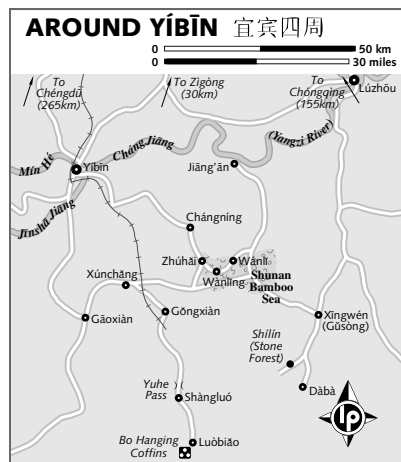 AROUND YÍBĪN 宜宾四周
0 50 km
0 30 miles
To
Chéngdū
(265km)
To Zìgòng
(30km)
To
Chóngqìng
(155km)
Lúzhōu
Mín Hé
Cháng Jiāng
(Yangzi River)
Yíbīn
Jiāng'ān
Jīnshā Jiāng
Chángníng
Zhúhǎi
Wànlǐ
Wànlǐng
Shunan
Bamboo
Sea
Xúnchǎng
Gāoxiàn
Gǒngxiàn
Xīngwén
(Gǔsòng)
Shílín
(Stone
Forest)
Yuhe
Pass
Shàngluó
Dàbà
Bo Hanging
Coffins
Luòbiāo
lp